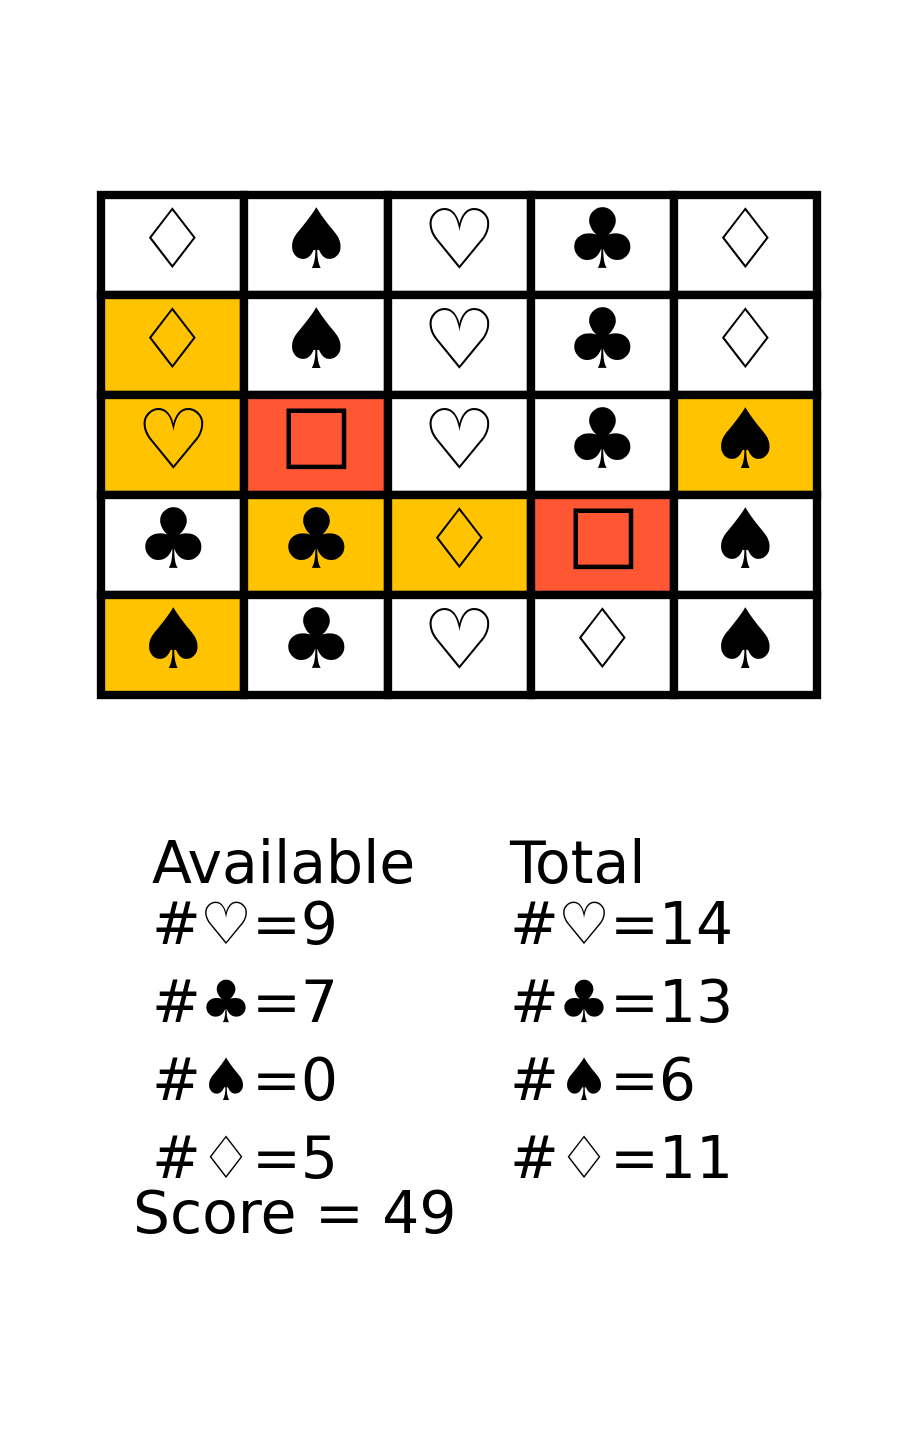 ♢ ♠ ♡ ♣ ♢
♢ ♠ ♡ ♣ ♢
♡ □ ♡ ♣ ♠
♣ ♣ ♢ □ ♠
♠ ♣ ♡ ♢ ♠
Available Total
#♡=9 #♡=14
#♣=7 #♣=13
#♠=0 #♠=6
#♢=5 #♢=11
Score = 49